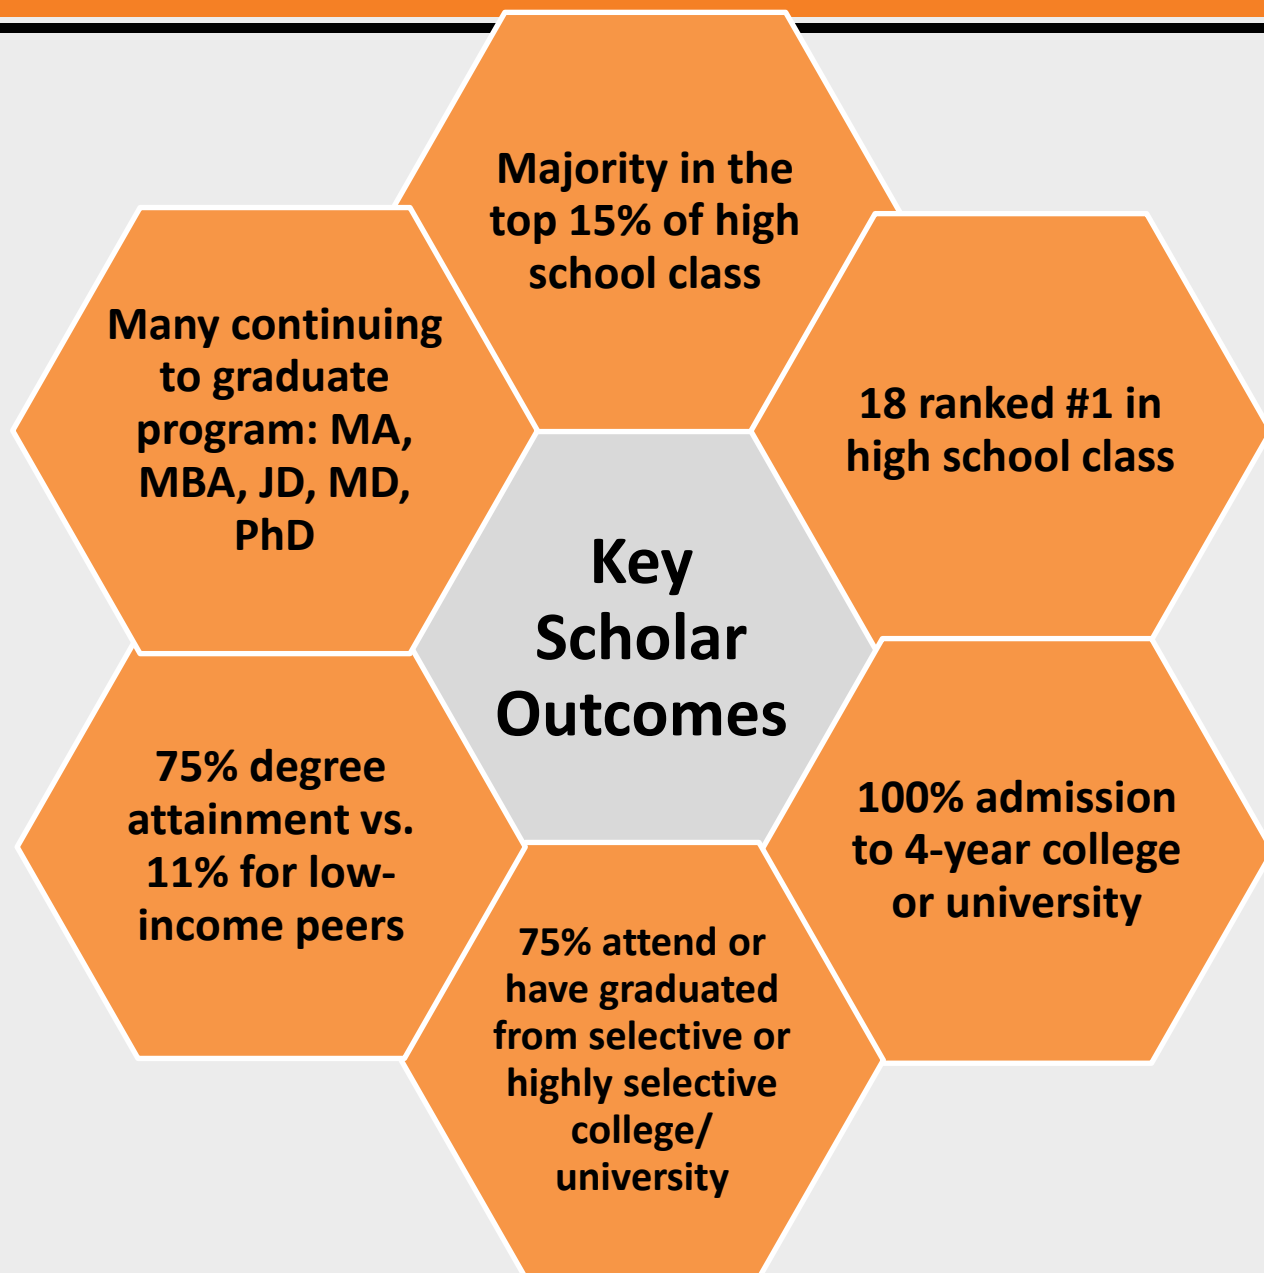 Majority in the
top 15% of high
school class
18 ranked #1 in
high school class
100% admission
to 4-year college
or university
75% attend or
have graduated
from selective or
highly selective
college/
university
75% degree
attainment vs.
11% for low-
income peers
Many continuing
to graduate
program: MA,
MBA, JD, MD,
PhD
Key
Scholar
Outcomes